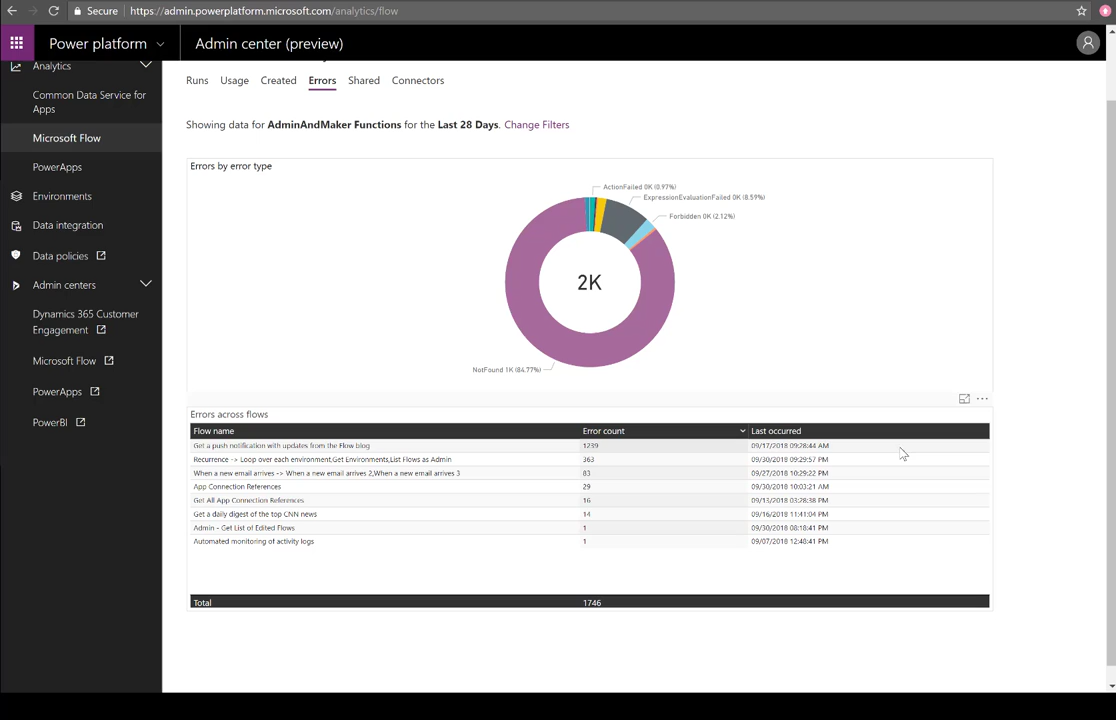 Secure https://admin.powerplatform.microsoft.com/analytics/flow
Power platform
Admin center (preview)
Analytics
Common Data Service for
Apps
Microsoft Flow
PowerApps
Environments
Data integration
Data policies
Admin centers
Dynamics 365 Customer
Engagement
Microsoft Flow
PowerApps
PowerBI
Runs Usage Created Errors Shared Connectors
Showing data for AdminAndMaker Functions for the Last 28 Days. Change Filters
Errors by error type
ActionFailed 0K (0.97%)
ExpressionEvaluationFailed 0K (8.59%)
Forbidden 0K (2.12%)
2K
NotFound 1K (84.77%)
Errors across flows
Flow name Error count Last occurred
Get a push notification with updates from the Flow blog 1239 09/17/2018 09:28:44 AM
Recurrence -> Loop over each environment,Get Environments,List Flows as Admin 363 09/30/2018 09:29:57 PM
When a new email arrives -> When a new email arrives 2,When a new email arrives 3 83 09/27/2018 10:29:22 PM
App Connection References 29 09/30/2018 10:03:21 AM
Get All App Connection References 16 09/13/2018 03:28:38 PM
Get a daily digest of the top CNN news 14 09/16/2018 11:41:04 PM
Admin - Get List of Edited Flows 1 09/30/2018 08:18:41 PM
Automated monitoring of activity logs 1 09/07/2018 12:48:41 PM
Total 1746